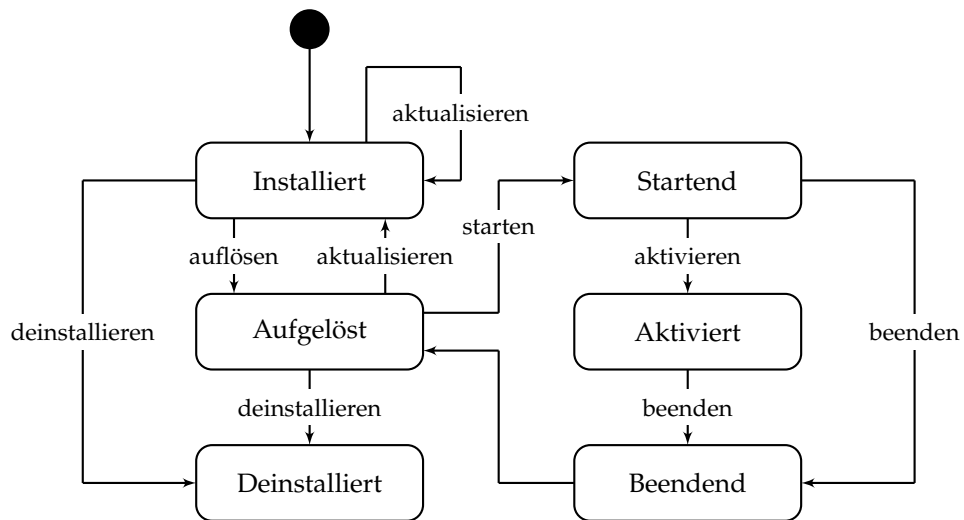 aktualisieren
Installiert
Startend
starten
auflösen
aktualisieren
aktivieren
deinstallieren
Aufgelöst
Aktiviert
beenden
deinstallieren
beenden
Deinstalliert
Beendend